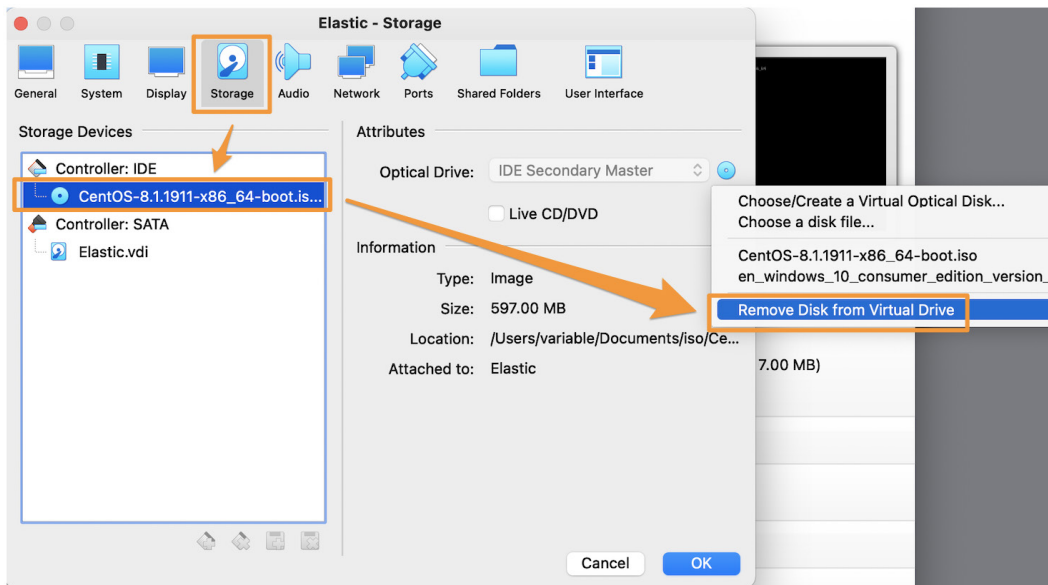 Elastic - Storage
General System Display Storage Audio Network Ports Shared Folders User Interface
Storage Devices
Controller: IDE
CentOS-8.1.1911-x86_64-boot.is...
Controller: SATA
Elastic.vdi
Attributes
Optical Drive: IDE Secondary Master
Live CD/DVD
Information
Type: Image
Size: 597.00 MB
Location: /Users/variable/Documents/iso/Ce...
Attached to: Elastic
Choose/Create a Virtual Optical Disk...
Choose a disk file...
CentOS-8.1.1911-x86_64-boot.iso
en_windows_10_consumer_edition_version_
Remove Disk from Virtual Drive
7.00 MB)
Cancel OK